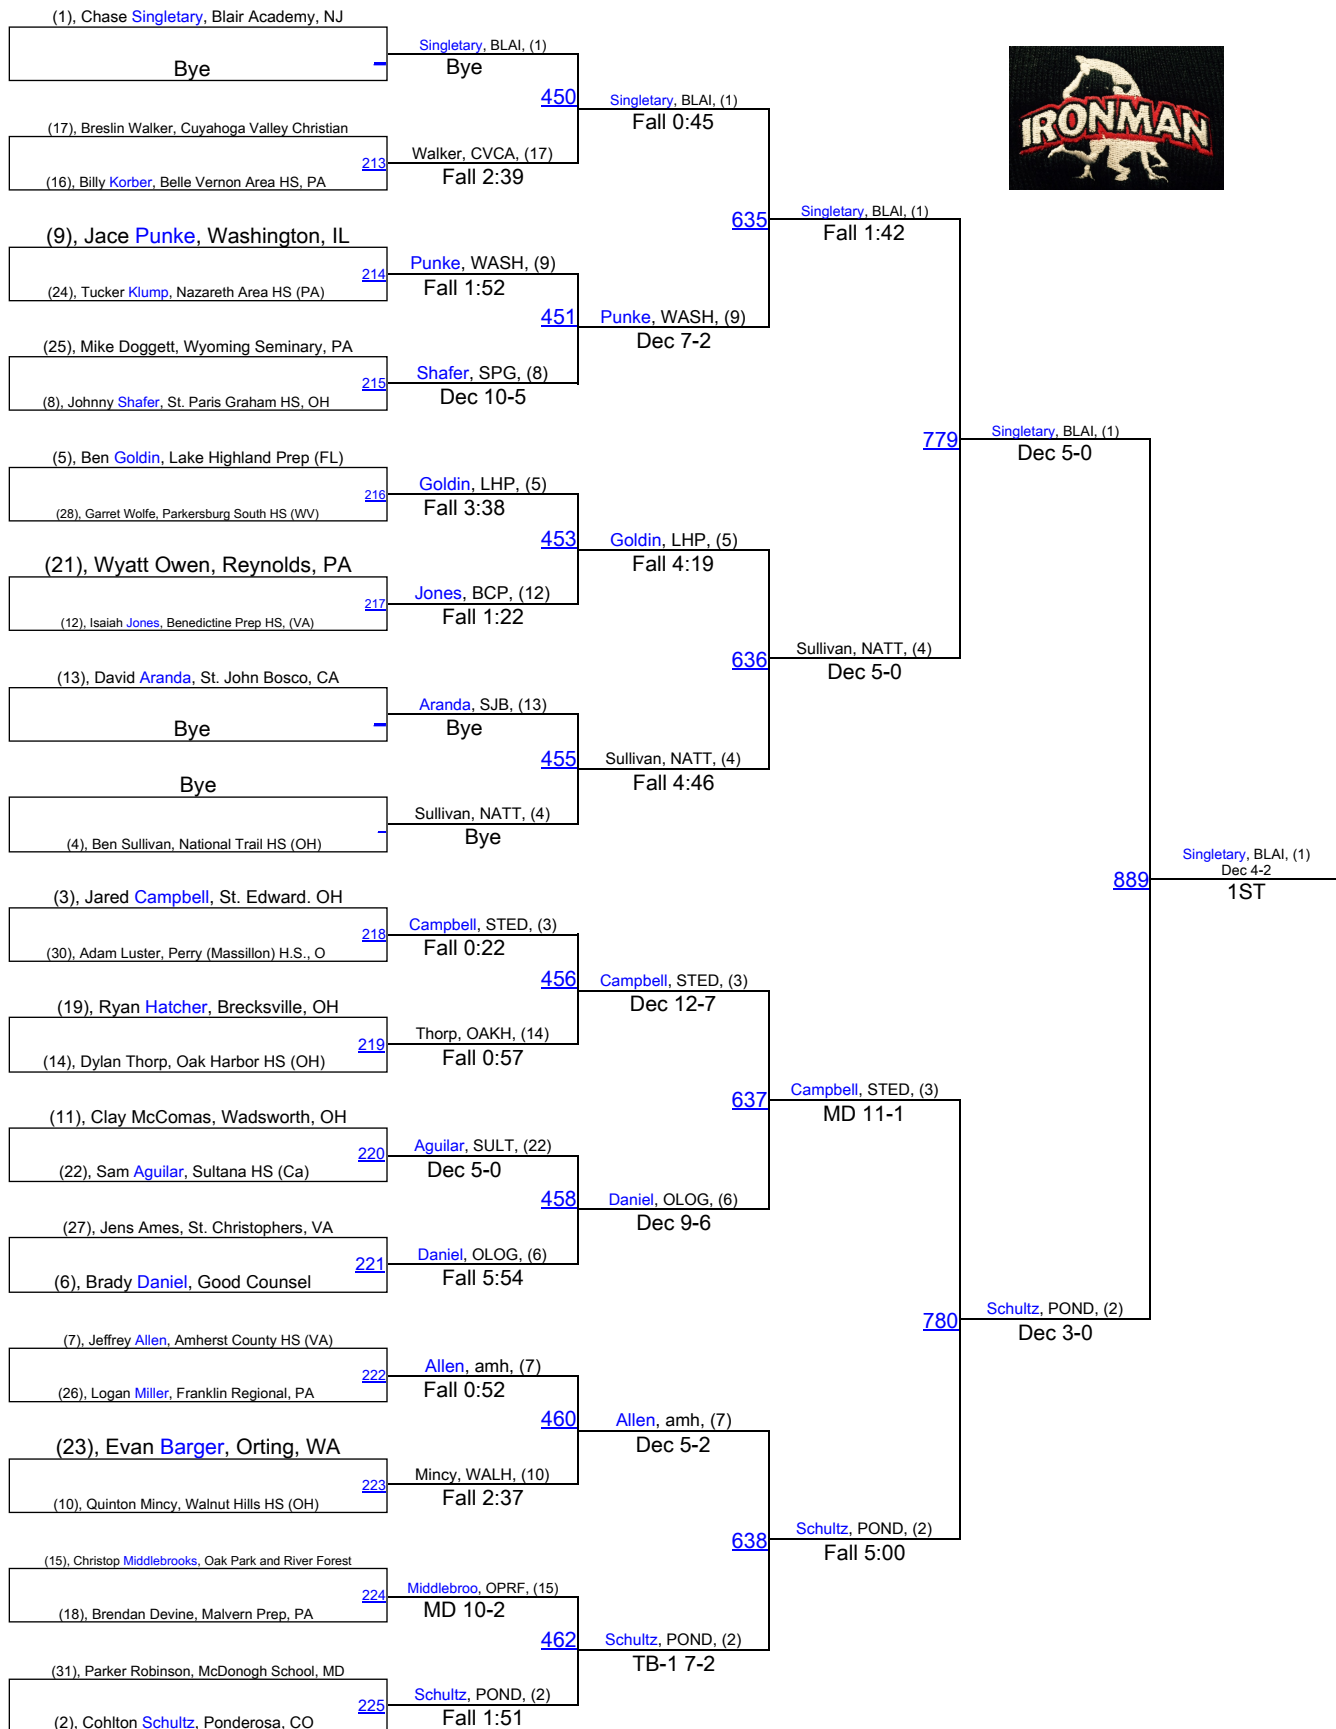 (1), Chase Singletary, Blair Academy, NJ
Bye
Singletary, BLAI, (1)
Bye
450
Singletary, BLAI, (1)
Fall 0:45
IRONMAN
(17), Breslin Walker, Cuyahoga Valley Christian
213
(16), Billy Korber, Belle Vernon Area HS, PA
Walker, CVCA, (17)
Fall 2:39
635
Singletary, BLAI, (1)
Fall 1:42
(9), Jace Punke, Washington, IL
214
(24), Tucker Klump, Nazareth Area HS (PA)
Punke, WASH, (9)
Fall 1:52
451
Punke, WASH, (9)
Dec 7-2
(25), Mike Doggett, Wyoming Seminary, PA
215
(8), Johnny Shafer, St. Paris Graham HS, OH
Shafer, SPG, (8)
Dec 10-5
779
Singletary, BLAI, (1)
Dec 5-0
(5), Ben Goldin, Lake Highland Prep (FL)
216
(28), Garret Wolfe, Parkersburg South HS (WV)
Goldin, LHP, (5)
Fall 3:38
453
Goldin, LHP, (5)
Fall 4:19
(21), Wyatt Owen, Reynolds, PA
217
(12), Isaiah Jones, Benedictine Prep HS, (VA)
Jones, BCP, (12)
Fall 1:22
636
Sullivan, NATT, (4)
Dec 5-0
(13), David Aranda, St. John Bosco, CA
Bye
Aranda, SJB, (13)
Bye
455
Sullivan, NATT, (4)
Fall 4:46
Bye
(4), Ben Sullivan, National Trail HS (OH)
Sullivan, NATT, (4)
Bye
889
Singletary, BLAI, (1)
Dec 4-2
1ST
(3), Jared Campbell, St. Edward. OH
218
(30), Adam Luster, Perry (Massillon) H.S., O
Campbell, STED, (3)
Fall 0:22
456
Campbell, STED, (3)
Dec 12-7
(19), Ryan Hatcher, Brecksville, OH
219
(14), Dylan Thorp, Oak Harbor HS (OH)
Thorp, OAKH, (14)
Fall 0:57
637
Campbell, STED, (3)
MD 11-1
(11), Clay McComas, Wadsworth, OH
220
(22), Sam Aguilar, Sultana HS (Ca)
Aguilar, SULT, (22)
Dec 5-0
458
Daniel, OLOG, (6)
Dec 9-6
(27), Jens Ames, St. Christophers, VA
221
(6), Brady Daniel, Good Counsel
Daniel, OLOG, (6)
Fall 5:54
780
Schultz, POND, (2)
Dec 3-0
(7), Jeffrey Allen, Amherst County HS (VA)
222
(26), Logan Miller, Franklin Regional, PA
Allen, amh, (7)
Fall 0:52
460
Allen, amh, (7)
Dec 5-2
(23), Evan Barger, Orting, WA
223
(10), Quinton Mincy, Walnut Hills HS (OH)
Mincy, WALH, (10)
Fall 2:37
638
Schultz, POND, (2)
Fall 5:00
(15), Christop Middlebrooks, Oak Park and River Forest
224
(18), Brendan Devine, Malvern Prep, PA
Middlebroo, OPRF, (15)
MD 10-2
462
Schultz, POND, (2)
TB-1 7-2
(31), Parker Robinson, McDonogh School, MD
225
(2), Cohlton Schultz, Ponderosa, CO
Schultz, POND, (2)
Fall 1:51